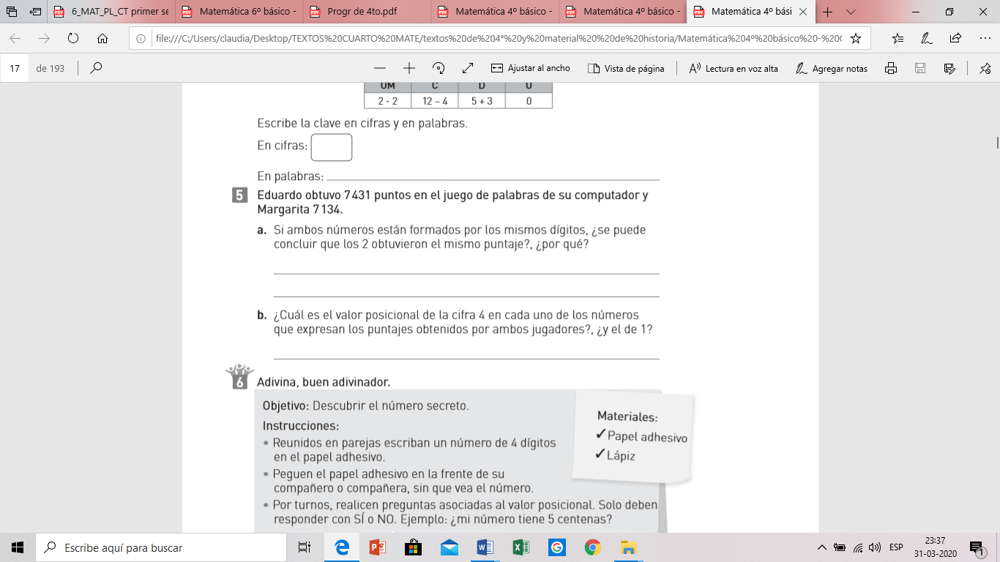 6_MAT_PL_CT primer se
Matemática 6º básico -
Progr de 4to.pdf
Matemática 4º básico -
Matemática 4º básico -
Matemática 4º bási
file:///C:/Users/claudia/Desktop/TEXTOS%20CUARTO%20MATE/textos%20de%204°%20y%20material%20%20de%20historia/Matemática%204º%20básico%20-%20C
17 de 193
Ajustar al ancho
Vista de página
Lectura en voz alta
Agregar notas
UM C D U
2 · 2 12 – 4 5 + 3 0
Escribe la clave en cifras y en palabras.
En cifras:
En palabras:
5 Eduardo obtuvo 7 431 puntos en el juego de palabras de su computador y
Margarita 7 134.
a. Si ambos números están formados por los mismos dígitos, ¿se puede
concluir que los 2 obtuvieron el mismo puntaje?, ¿por qué?
b. ¿Cuál es el valor posicional de la cifra 4 en cada uno de los números
que expresan los puntajes obtenidos por ambos jugadores?, ¿y el de 1?
6 Adivina, buen adivinador.
Objetivo: Descubrir el número secreto.
Instrucciones:
• Reunidos en parejas escriban un número de 4 dígitos
en el papel adhesivo.
• Peguen el papel adhesivo en la frente de su
compañero o compañera, sin que vea el número.
• Por turnos, realicen preguntas asociadas al valor posicional. Solo deben
responder con SÍ o NO. Ejemplo: ¿mi número tiene 5 centenas?
Materiales:
✓Papel adhesivo
✓Lápiz
Escribe aquí para buscar
ESP
23:37
31-03-2020
1